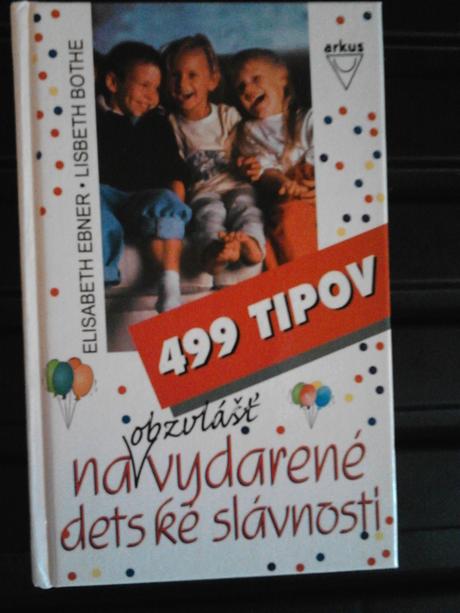 arkus
ELISABETH EBNER • LISBETH BOTHE
499 TIPOV
obzvlášť
na vydarené
detské slávnosti